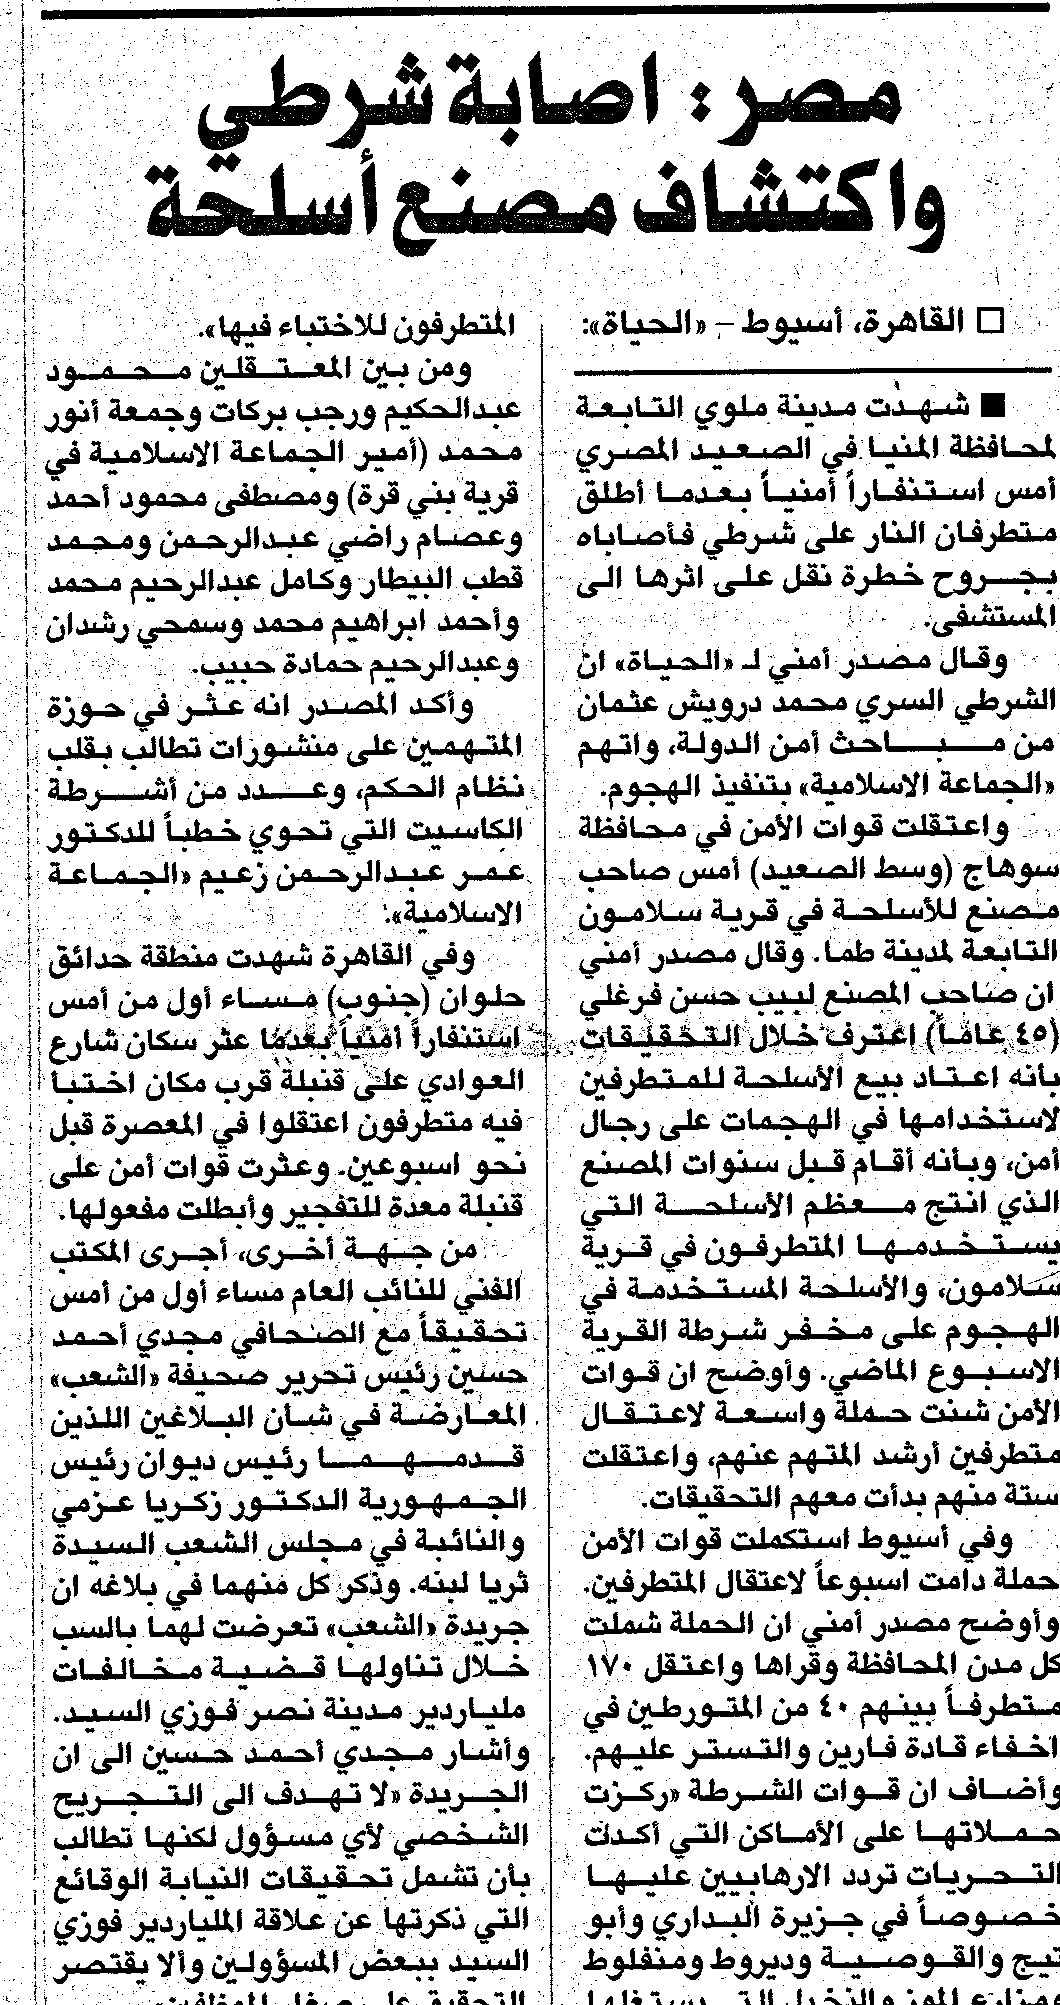 مصر: اصابة شرطي
واكتشاف مصنع أسلحة
□ القاهرة، أسيوط – «الحياة»:
■ شهدت مدينة ملوي التابعة
لمحافظة المنيا في الصعيد المصري
أمس استنفاراً أمنياً بعدما أطلق
متطرفان النار على شرطي فأصاباه
بجروح خطرة نقل على اثرها الى
المستشفى.
وقال مصدر أمني لـ «الحياة» ان
الشرطي السري محمد درويش عثمان
من مباحث أمن الدولة، واتهم
«الجماعة الاسلامية» بتنفيذ الهجوم.
واعتقلت قوات الأمن في محافظة
سوهاج (وسط الصعيد) أمس صاحب
مصنع للأسلحة في قرية سلامون
التابعة لمدينة طما. وقال مصدر أمني
ان صاحب المصنع لبيب حسن فرغلي
(٤٥ عاماً) اعترف خلال التحقيقات
بأنه اعتاد بيع الأسلحة للمتطرفين
لاستخدامها في الهجمات على رجال
أمن، وبأنه أقام قبل سنوات المصنع
الذي انتج معظم الأسلحة التي
يستخدمها المتطرفون في قرية
سلامون، والأسلحة المستخدمة في
الهجوم على مخفر شرطة القرية
الاسبوع الماضي. وأوضح ان قوات
الأمن شنت حملة واسعة لاعتقال
متطرفين أرشد المتهم عنهم، واعتقلت
ستة منهم بدأت معهم التحقيقات.
وفي أسيوط استكملت قوات الأمن
حملة دامت اسبوعاً لاعتقال المتطرفين.
وأوضح مصدر أمني ان الحملة شملت
كل مدن المحافظة وقراها واعتقل ١٧٠
متطرفاً بينهم ٤٠ من المتورطين في
اخفاء قادة فارين والتستر عليهم.
وأضاف ان قوات الشرطة «ركزت
حملاتها على الأماكن التي أكدت
التحريات تردد الارهابيين عليها
خصوصاً في جزيرة البداري وأبو
تيج والقوصية وديروط ومنفلوط
ومزارع الموز والنخيل التي يستغلها
المتطرفون للاختباء فيها».
ومن بين المعتقلين محمود
عبدالحكيم ورجب بركات وجمعة أنور
محمد (أمير الجماعة الاسلامية في
قرية بني قرة) ومصطفى محمود أحمد
وعصام راضي عبدالرحمن ومحمد
قطب البيطار وكامل عبدالرحيم محمد
وأحمد ابراهيم محمد وسمحي رشدان
وعبدالرحيم حمادة حبيب.
وأكد المصدر انه عثر في حوزة
المتهمين على منشورات تطالب بقلب
نظام الحكم، وعدد من أشرطة
الكاسيت التي تحوي خطباً للدكتور
عمر عبدالرحمن زعيم «الجماعة
الاسلامية».
وفي القاهرة شهدت منطقة حدائق
حلوان (جنوب) مساء أول من أمس
استنفاراً أمنياً بعدما عثر سكان شارع
العوادي على قنبلة قرب مكان اختبأ
فيه متطرفون اعتقلوا في المعصرة قبل
نحو اسبوعين. وعثرت قوات أمن على
قنبلة معدة للتفجير وأبطلت مفعولها.
من جهة أخرى، أجرى المكتب
الفني للنائب العام مساء أول من أمس
تحقيقاً مع الصحافي مجدي أحمد
حسين رئيس تحرير صحيفة «الشعب»
المعارضة في شأن البلاغين اللذين
قدمهما رئيس ديوان رئيس
الجمهورية الدكتور زكريا عزمي
والنائبة في مجلس الشعب السيدة
ثريا لبنه. وذكر كل منهما في بلاغه ان
جريدة «الشعب» تعرضت لهما بالسب
خلال تناولها قضية مخالفات
ملياردير مدينة نصر فوزي السيد.
وأشار مجدي أحمد حسين الى ان
الجريدة «لا تهدف الى التجريح
الشخصي لأي مسؤول لكنها تطالب
بأن تشمل تحقيقات النيابة الوقائع
التي ذكرتها عن علاقة الملياردير فوزي
السيد ببعض المسؤولين وألا يقتصر
التحقيق على صغار الموظفين».